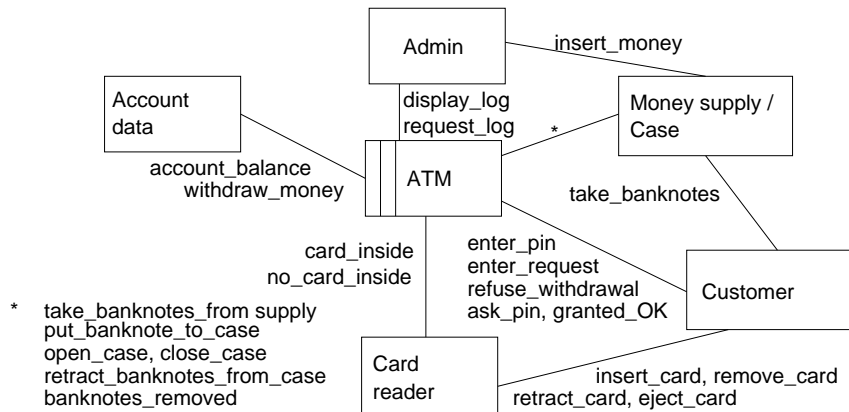 Admin
insert_money
Account
data
display_log
request_log
Money supply /
Case
*
account_balance
withdraw_money
ATM
take_banknotes
card_inside
no_card_inside
enter_pin
enter_request
refuse_withdrawal
ask_pin, granted_OK
Customer
* take_banknotes_from supply
put_banknote_to_case
open_case, close_case
retract_banknotes_from_case
banknotes_removed
Card
reader
insert_card, remove_card
retract_card, eject_card